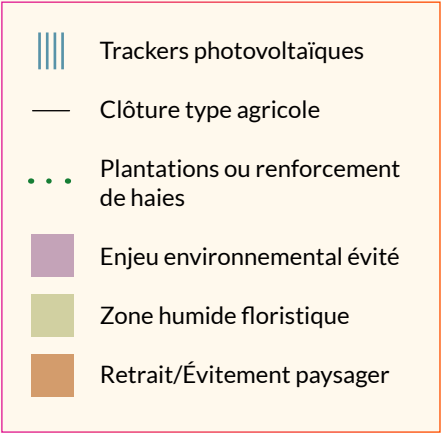 Trackers photovoltaïques
Clôture type agricole
Plantations ou renforcement
de haies
Enjeu environnemental évité
Zone humide floristique
Retrait/Évitement paysager